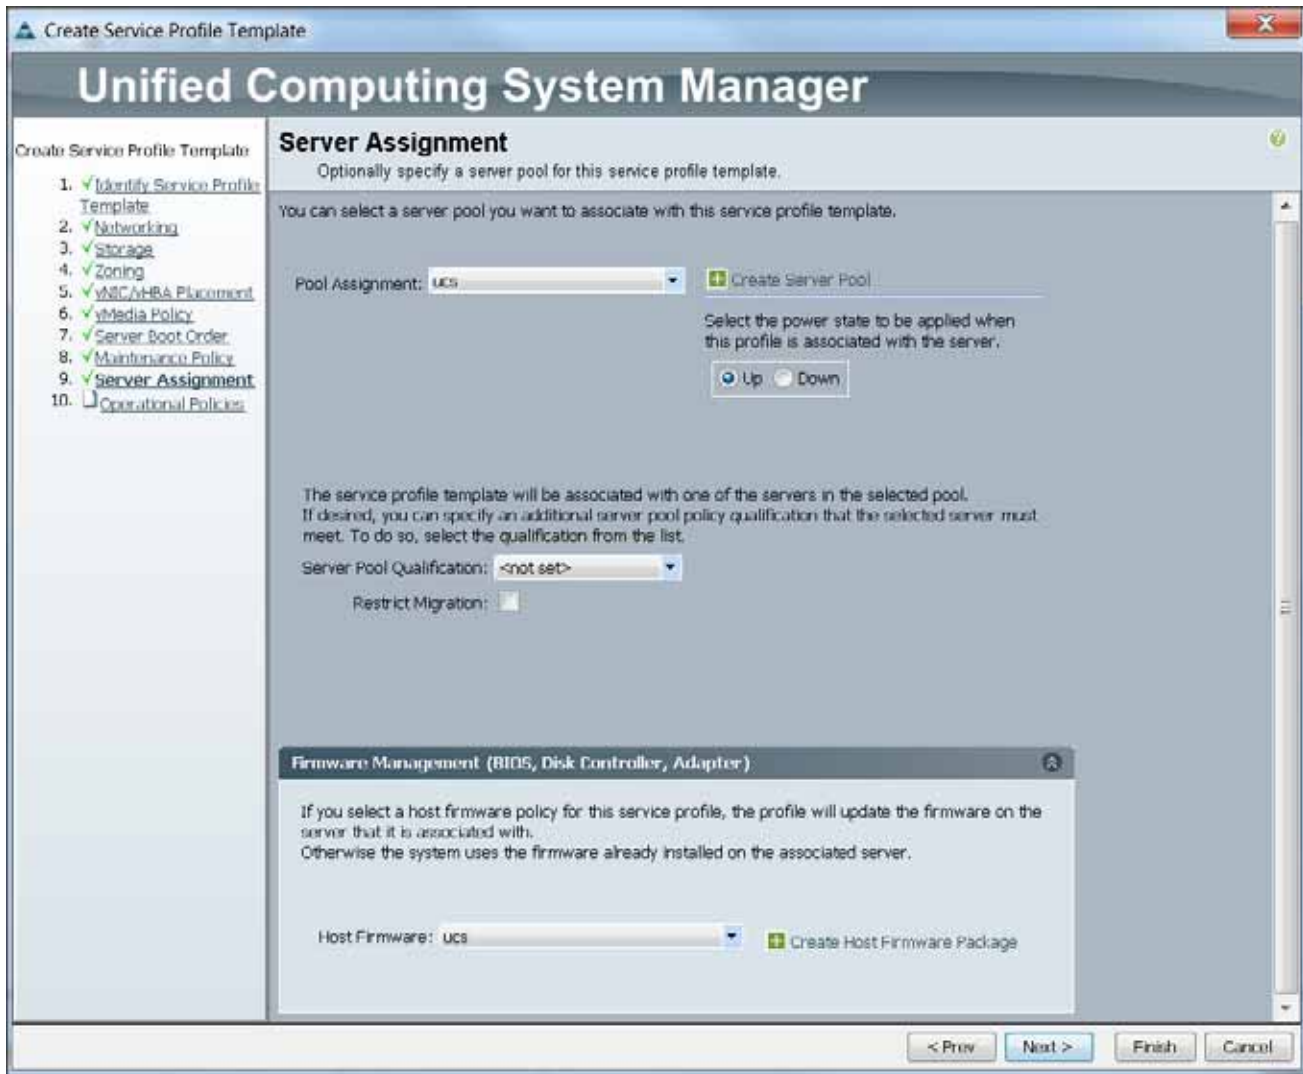 Create Service Profile Template
Unified Computing System Manager
Create Service Profile Template
1. √Identify Service Profile
Template
2. √Networking
3. √Storage
4. √Zoning
5. √vNIC/vHBA Placement
6. √vMedia Policy
7. √Server Boot Order
8. √Maintenance Policy
9. √Server Assignment
10. Operational Policies
Server Assignment
Optionally specify a server pool for this service profile template.
You can select a server pool you want to associate with this service profile template.
Pool Assignment: ucs
Create Server Pool
Select the power state to be applied when
this profile is associated with the server.
Up Down
The service profile template will be associated with one of the servers in the selected pool.
If desired, you can specify an additional server pool policy qualification that the selected server must
meet. To do so, select the qualification from the list.
Server Pool Qualification: <not set>
Restrict Migration:
Firmware Management (BIOS, Disk Controller, Adapter)
If you select a host firmware policy for this service profile, the profile will update the firmware on the
server that it is associated with.
Otherwise the system uses the firmware already installed on the associated server.
Host Firmware: ucs
Create Host Firmware Package
< Prev Next > Finish Cancel